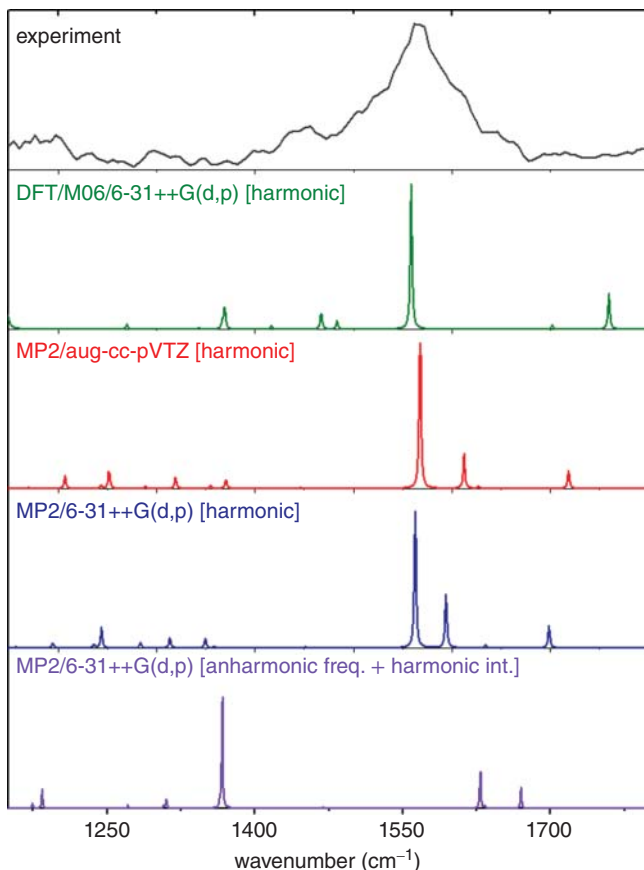 experiment
DFT/M06/6-31++G(d,p) [harmonic]
MP2/aug-cc-pVTZ [harmonic]
MP2/6-31++G(d,p) [harmonic]
MP2/6-31++G(d,p) [anharmonic freq. + harmonic int.]
1250 1400 1550 1700
wavenumber (cm⁻¹)